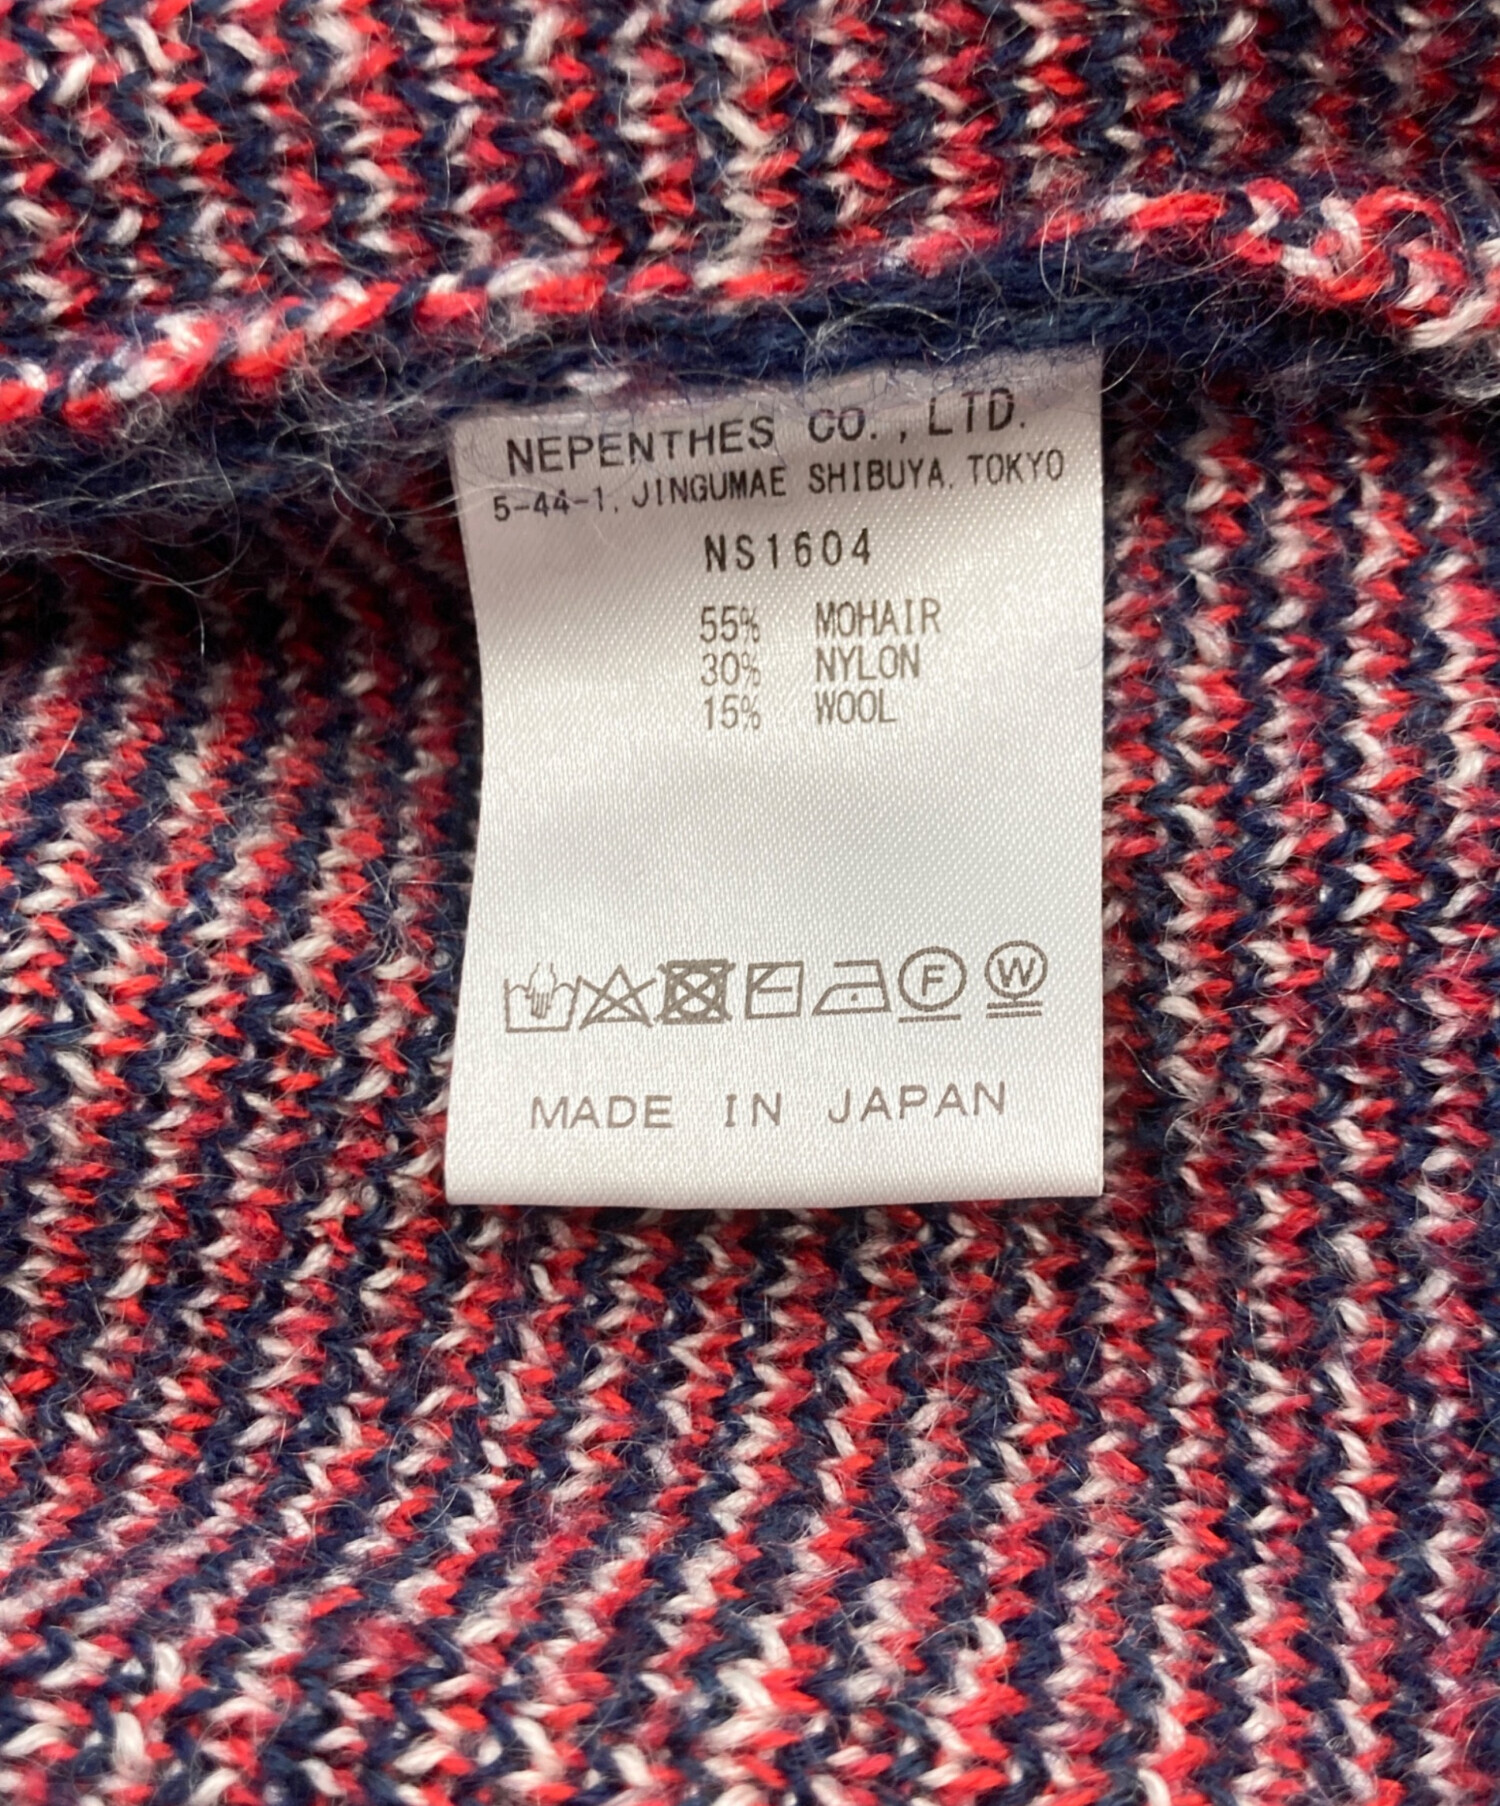 NEPENTHES CO., LTD.
5-44-1, JINGUMAE SHIBUYA, TOKYO
NS1604
55% MOHAIR
30% NYLON
15% WOOL
F W
MADE IN JAPAN